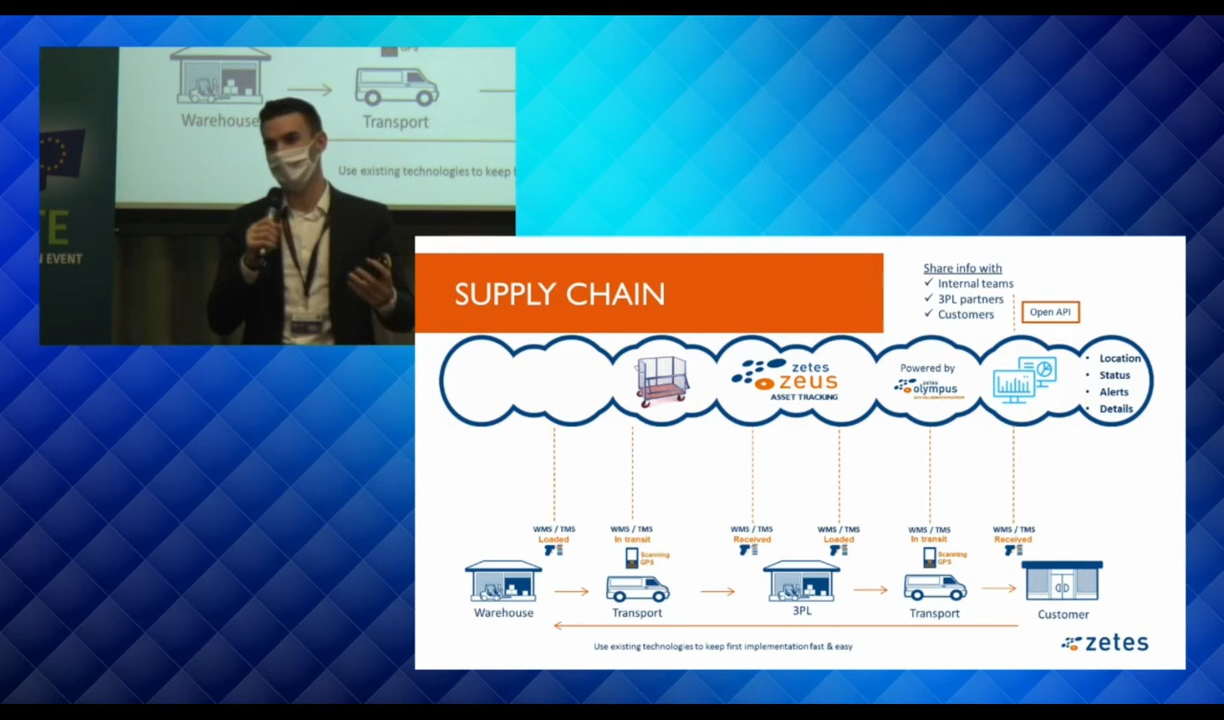 GPS
Warehouse
Transport
Use existing technologies to keep
TE
EVENT
SUPPLY CHAIN
Share info with
✓ Internal teams
✓ 3PL partners
✓ Customers
Open API
zetes
zeus
ASSET TRACKING
Powered by
zetes
olympus
• Location
• Status
• Alerts
• Details
WMS / TMS
Loaded
WMS / TMS
In transit
Scanning
GPS
WMS / TMS
Received
WMS / TMS
Loaded
WMS / TMS
In transit
Scanning
GPS
WMS / TMS
Received
Warehouse
Transport
3PL
Transport
Customer
Use existing technologies to keep first implementation fast & easy
zetes